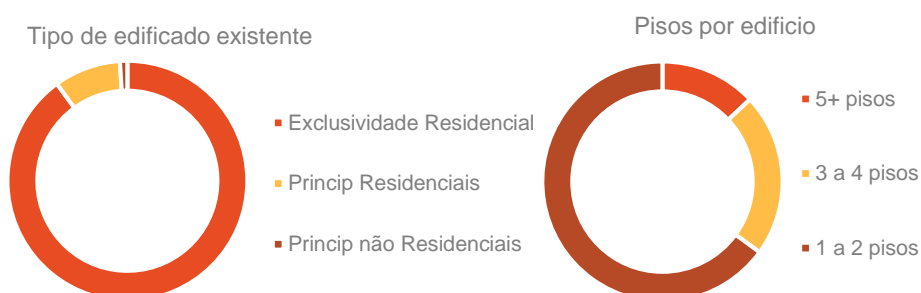 Tipo de edificado existente
Exclusividade Residencial
Princip Residenciais
Princip não Residenciais
Pisos por edificio
5+ pisos
3 a 4 pisos
1 a 2 pisos